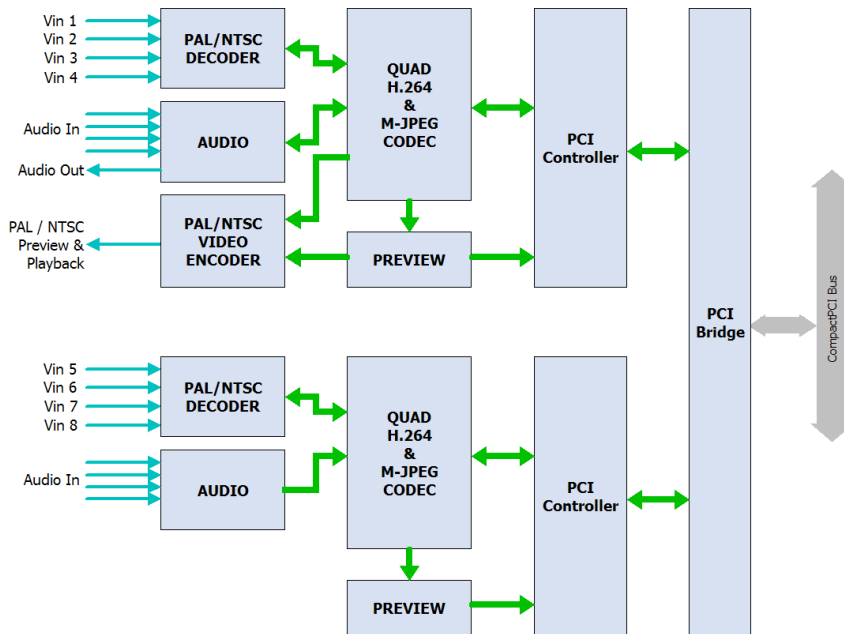 Vin 1
Vin 2
Vin 3
Vin 4
PAL/NTSC
DECODER
QUAD
H.264
&
M-JPEG
CODEC
Audio In
AUDIO
Audio Out
PCI
Controller
PAL / NTSC
Preview &
Playback
PAL/NTSC
VIDEO
ENCODER
PREVIEW
PCI
Bridge
CompactPCI Bus
Vin 5
Vin 6
Vin 7
Vin 8
PAL/NTSC
DECODER
QUAD
H.264
&
M-JPEG
CODEC
Audio In
AUDIO
PCI
Controller
PREVIEW